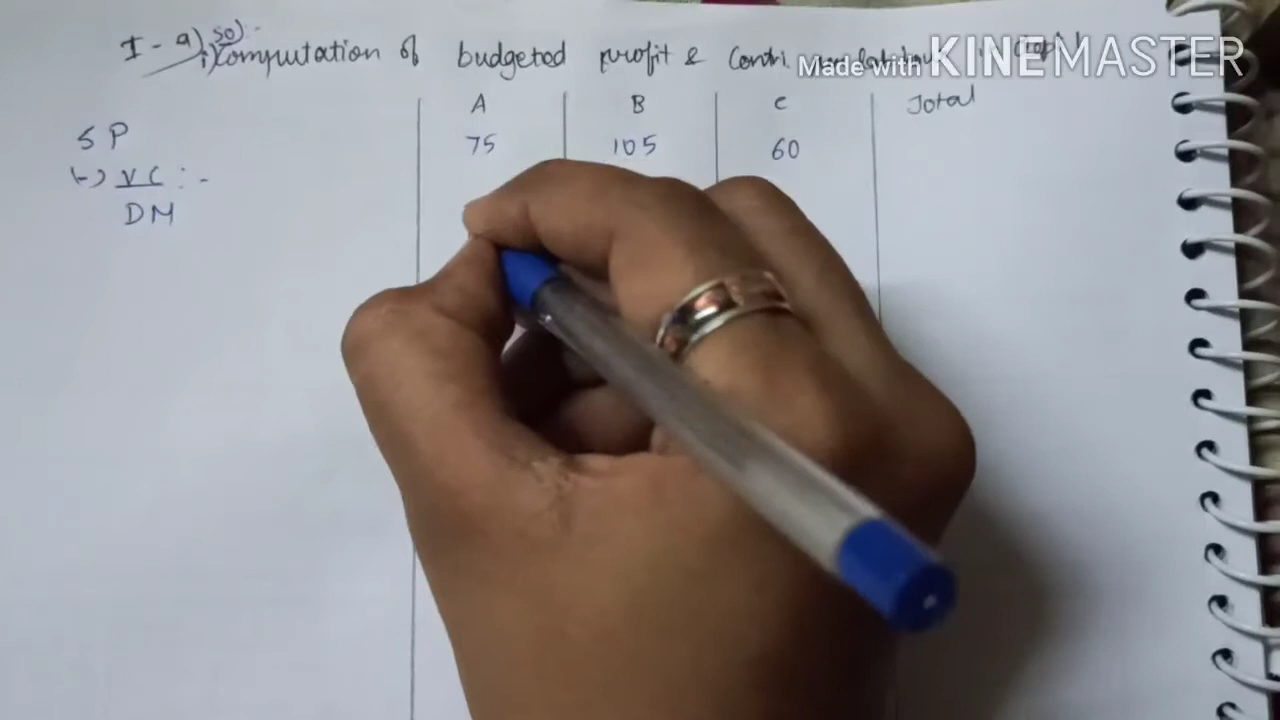 I - a) Sol -
i) Computation of budgeted profit & Contri
Made with KINEMASTER
A B C Total
SP 75 105 60
(-) VC : -
DM